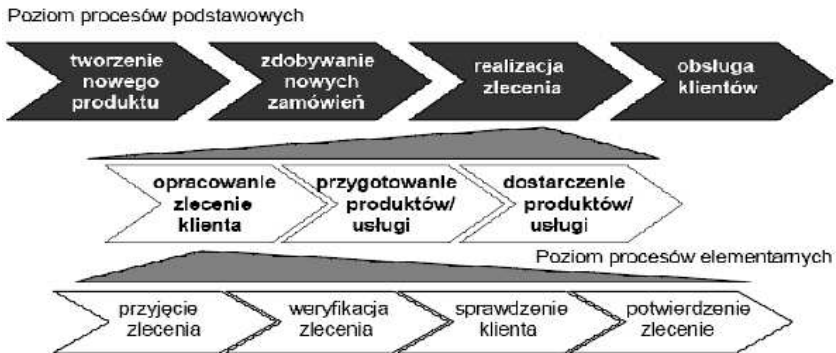 Poziom procesów podstawowych
tworzenie
nowego
produktu
zdobywanie
nowych
zamówień
realizacja
zlecenia
obsługa
klientów
opracowanie
zlecenie
klienta
przygotowanie
produktów/
usługi
dostarczenie
produktów/
usługi
Poziom procesów elementarnych
przyjęcie
zlecenia
weryfikacja
zlecenia
sprawdzenie
klienta
potwierdzenie
zlecenie